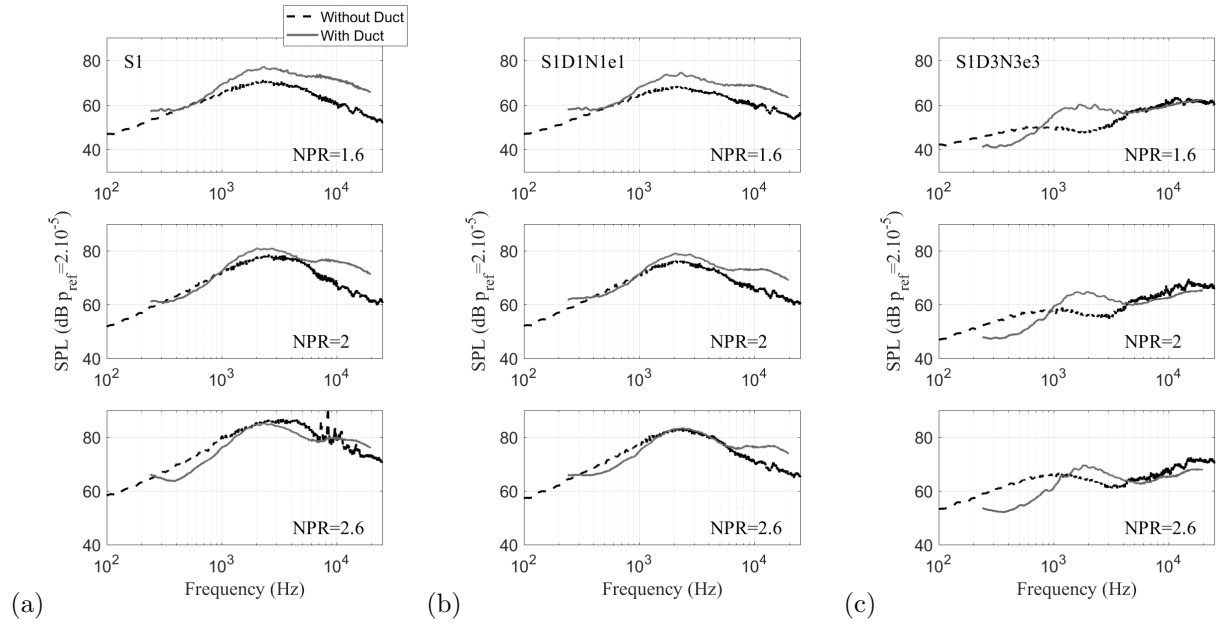 Without Duct
With Duct
S1
80
60
40
NPR=1.6
10^2 10^3 10^4
80
60
40
NPR=2
10^2 10^3 10^4
80
60
40
NPR=2.6
10^2 10^3 10^4
SPL (dB p_ref=2.10^-5)
Frequency (Hz)
(a)
S1D1N1e1
80
60
40
NPR=1.6
10^2 10^3 10^4
80
60
40
NPR=2
10^2 10^3 10^4
80
60
40
NPR=2.6
10^2 10^3 10^4
SPL (dB p_ref=2.10^-5)
Frequency (Hz)
(b)
S1D3N3e3
80
60
40
NPR=1.6
10^2 10^3 10^4
80
60
40
NPR=2
10^2 10^3 10^4
80
60
40
NPR=2.6
10^2 10^3 10^4
SPL (dB p_ref=2.10^-5)
Frequency (Hz)
(c)